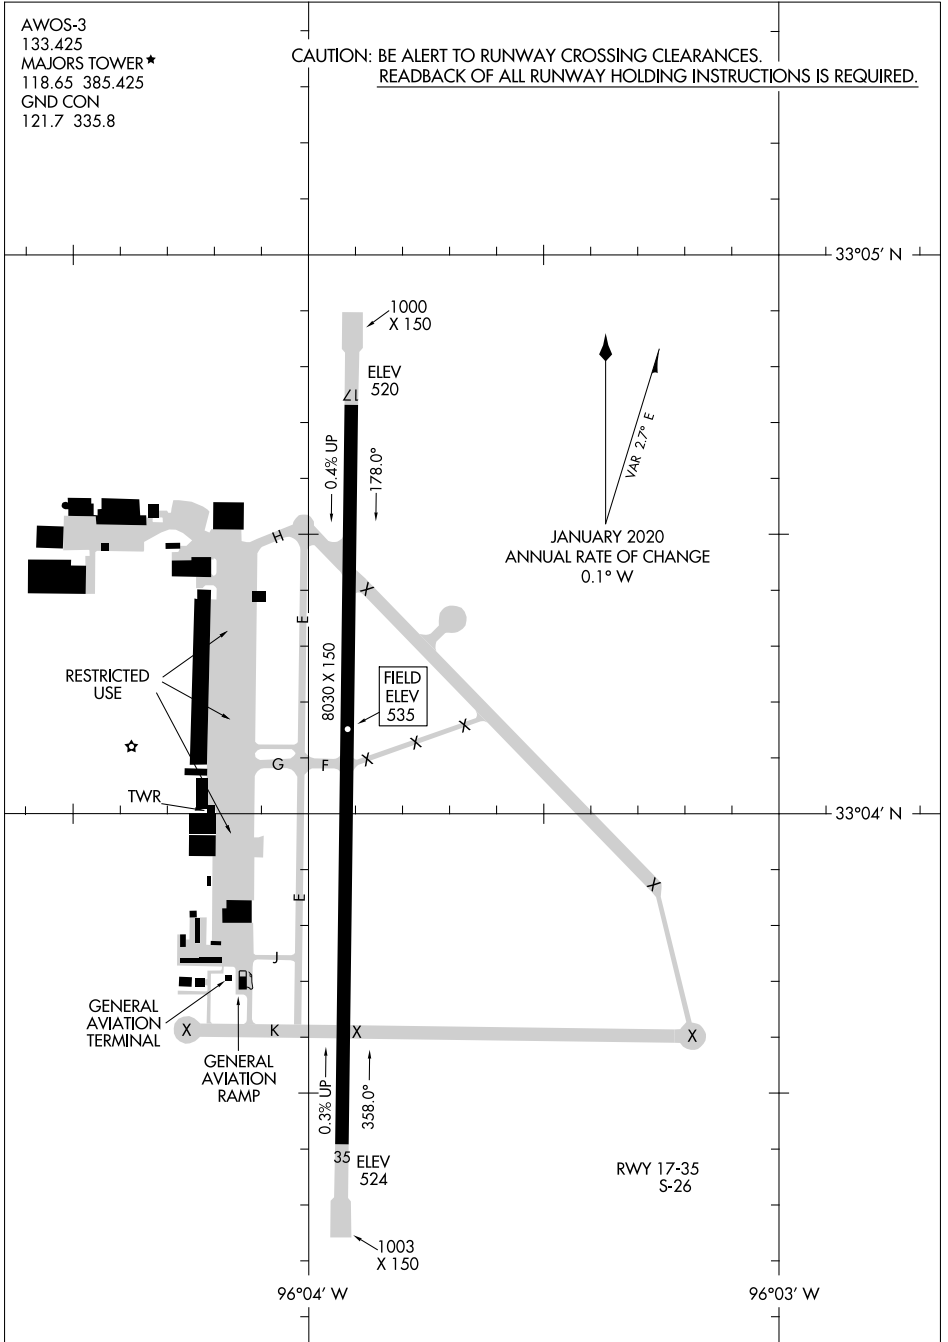 AWOS-3
133.425
MAJORS TOWER★
118.65 385.425
GND CON
121.7 335.8
CAUTION: BE ALERT TO RUNWAY CROSSING CLEARANCES.
READBACK OF ALL RUNWAY HOLDING INSTRUCTIONS IS REQUIRED.
33°05' N
1000
X 150
ELEV
520
17
0.4% UP
178.0°
VAR 2.7° E
JANUARY 2020
ANNUAL RATE OF CHANGE
0.1° W
H
X
E
8030 X 150
RESTRICTED
USE
FIELD
ELEV
535
X
X
X
G
F
TWR
33°04' N
X
E
J
GENERAL
AVIATION
TERMINAL
X
K
X
X
GENERAL
AVIATION
RAMP
0.3% UP
358.0°
35
ELEV
524
RWY 17-35
S-26
1003
X 150
96°04' W
96°03' W